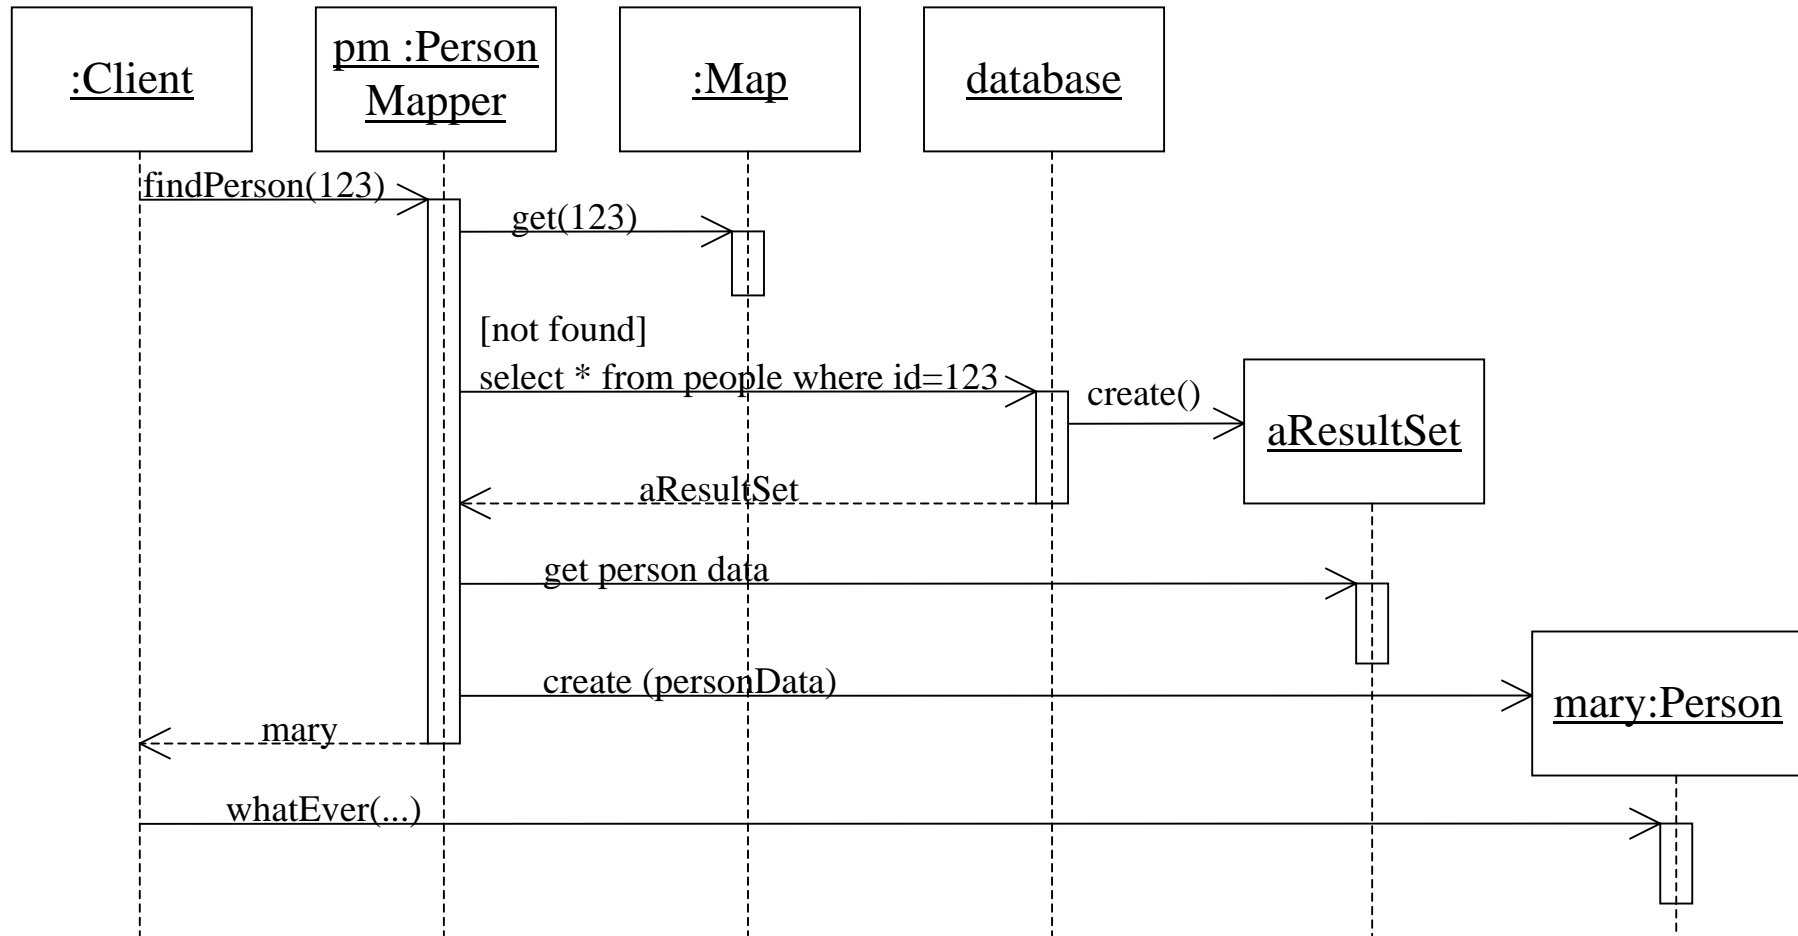 :Client
pm :Person
Mapper
:Map
database
findPerson(123)
get(123)
[not found]
select * from people where id=123
create()
aResultSet
aResultSet
get person data
create (personData)
mary:Person
mary
whatEver(...)